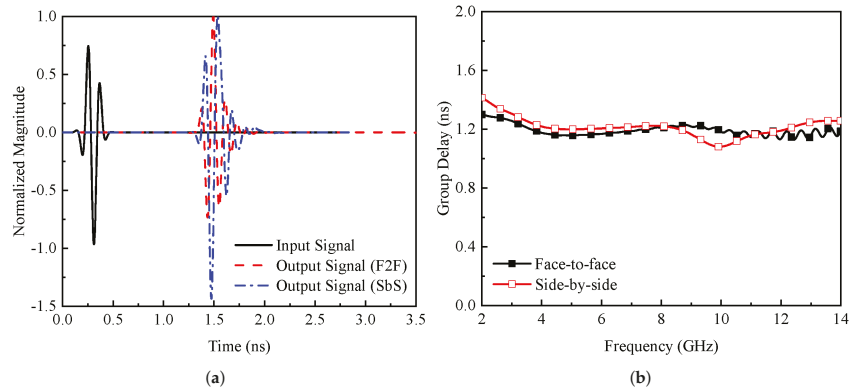 1.0
0.5
0.0
-0.5
-1.0
-1.5
Normalized Magnitude
Input Signal
Output Signal (F2F)
Output Signal (SbS)
0.0 0.5 1.0 1.5 2.0 2.5 3.0 3.5
Time (ns)
(a)
2.0
1.6
1.2
0.8
0.4
0.0
Group Delay (ns)
Face-to-face
Side-by-side
2 4 6 8 10 12 14
Frequency (GHz)
(b)